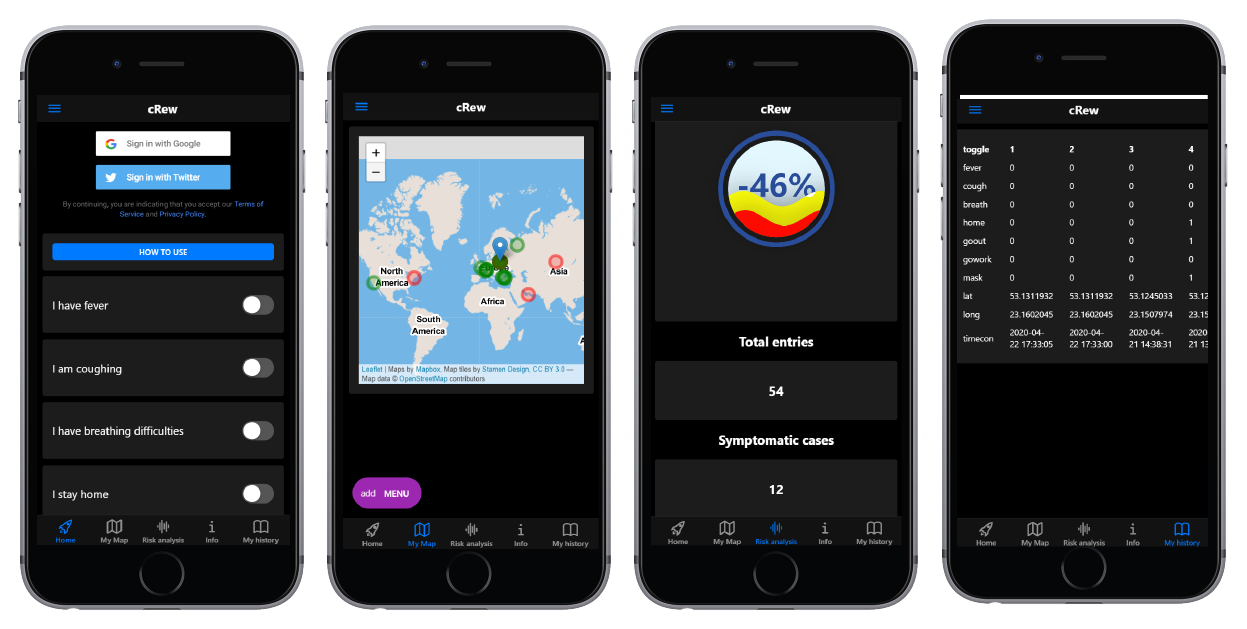 cRew
Sign in with Google
Sign in with Twitter
By continuing, you are indicating that you accept our Terms of
Service and Privacy Policy.
HOW TO USE
I have fever
I am coughing
I have breathing difficulties
I stay home
Home My Map Risk analysis Info My history
cRew
+
−
North
America
Asia
Africa
South
America
A
Leaflet | Maps by Mapbox, Map tiles by Stamen Design, CC BY 3.0 —
Map data © OpenStreetMap contributors
add MENU
Home My Map Risk analysis Info My history
cRew
-46%
Total entries
54
Symptomatic cases
12
Home My Map Risk analysis Info My history
cRew
toggle 1 2 3 4
fever 0 0 0 0
cough 0 0 0 0
breath 0 0 0 0
home 0 0 0 1
goout 0 0 0 1
gowork 0 0 0 0
mask 0 0 0 1
lat 53.1311932 53.1311932 53.1245033 53.12
long 23.1602045 23.1602045 23.1507974 23.15
timecon 2020-04- 2020-04- 2020-04- 2020
22 17:33:05 22 17:33:00 21 14:38:31 21 13
Home My Map Risk analysis Info My history